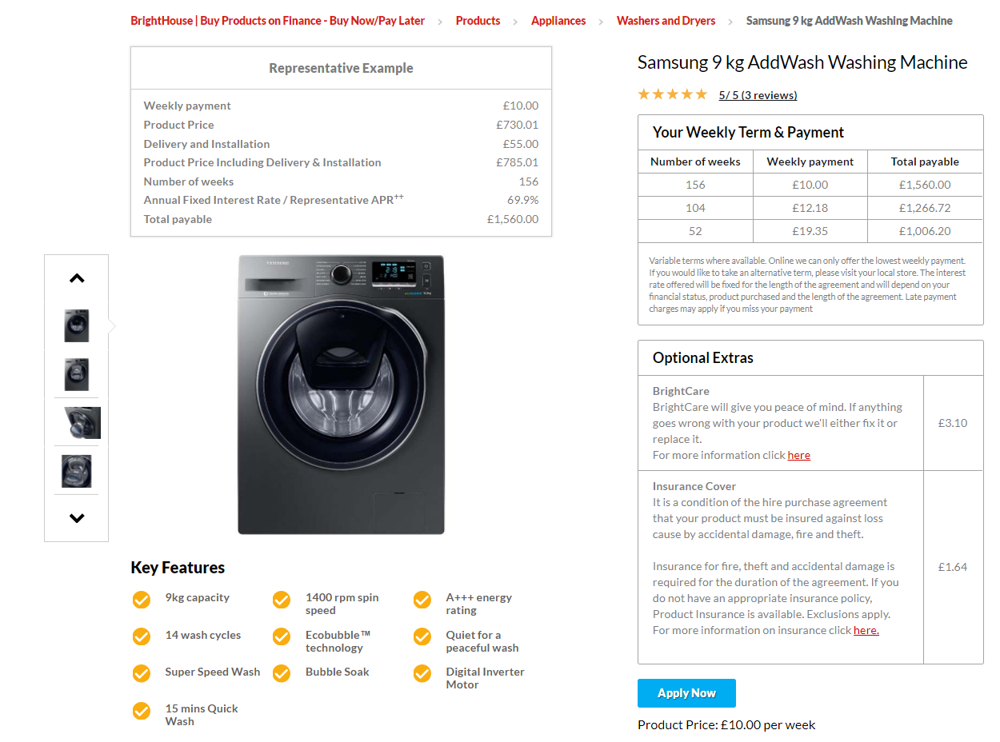 BrightHouse | Buy Products on Finance - Buy Now/Pay Later > Products > Appliances > Washers and Dryers > Samsung 9 kg AddWash Washing Machine
Representative Example
Weekly payment £10.00
Product Price £730.01
Delivery and Installation £55.00
Product Price Including Delivery & Installation £785.01
Number of weeks 156
Annual Fixed Interest Rate / Representative APR++ 69.9%
Total payable £1,560.00
SAMSUNG
Key Features
9kg capacity
1400 rpm spin
speed
A+++ energy
rating
14 wash cycles
Ecobubble™
technology
Quiet for a
peaceful wash
Super Speed Wash
Bubble Soak
Digital Inverter
Motor
15 mins Quick
Wash
Samsung 9 kg AddWash Washing Machine
5/ 5 (3 reviews)
Your Weekly Term & Payment
Number of weeks Weekly payment Total payable
156 £10.00 £1,560.00
104 £12.18 £1,266.72
52 £19.35 £1,006.20
Variable terms where available. Online we can only offer the lowest weekly payment.
If you would like to take an alternative term, please visit your local store. The interest
rate offered will be fixed for the length of the agreement and will depend on your
financial status, product purchased and the length of the agreement. Late payment
charges may apply if you miss your payment
Optional Extras
BrightCare
BrightCare will give you peace of mind. If anything
goes wrong with your product we'll either fix it or
replace it.
For more information click here
£3.10
Insurance Cover
It is a condition of the hire purchase agreement
that your product must be insured against loss
cause by accidental damage, fire and theft.
Insurance for fire, theft and accidental damage is
required for the duration of the agreement. If you
do not have an appropriate insurance policy,
Product Insurance is available. Exclusions apply.
For more information on insurance click here.
£1.64
Apply Now
Product Price: £10.00 per week